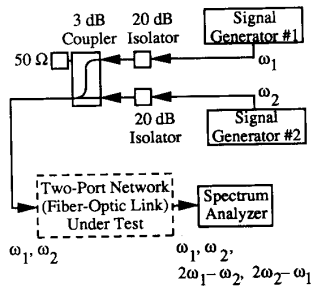 3 dB
Coupler
20 dB
Isolator
Signal
Generator #1
50 Ω
ω1
ω2
20 dB
Isolator
Signal
Generator #2
Two-Port Network
(Fiber-Optic Link)
Under Test
Spectrum
Analyzer
ω1, ω2
ω1, ω2,
2ω1−ω2, 2ω2−ω1